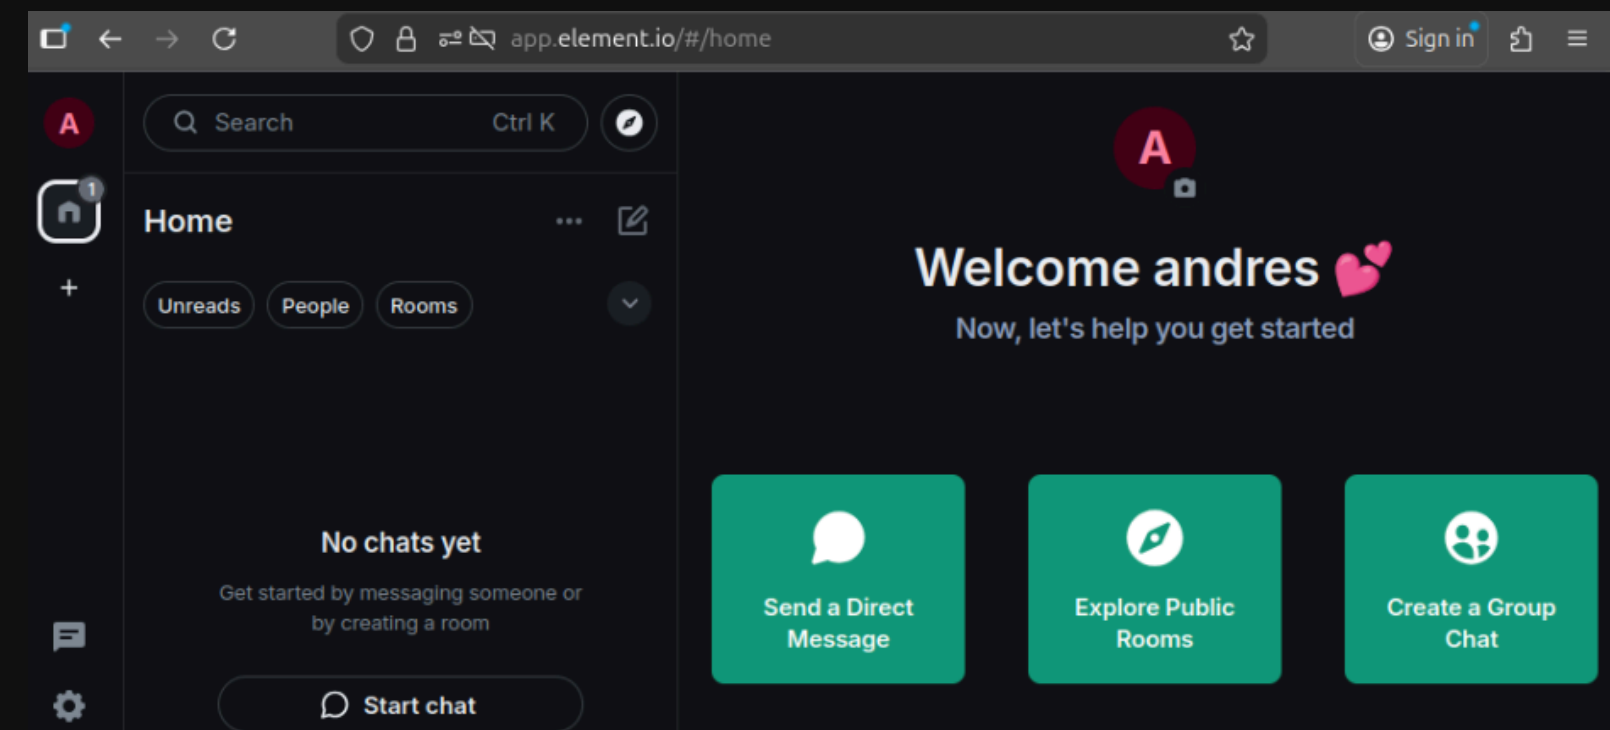 app.element.io/#/home
Sign in
A
Search
Ctrl K
1
Home
Unreads
People
Rooms
No chats yet
Get started by messaging someone or
by creating a room
Start chat
A
Welcome andres 💕
Now, let's help you get started
Send a Direct
Message
Explore Public
Rooms
Create a Group
Chat